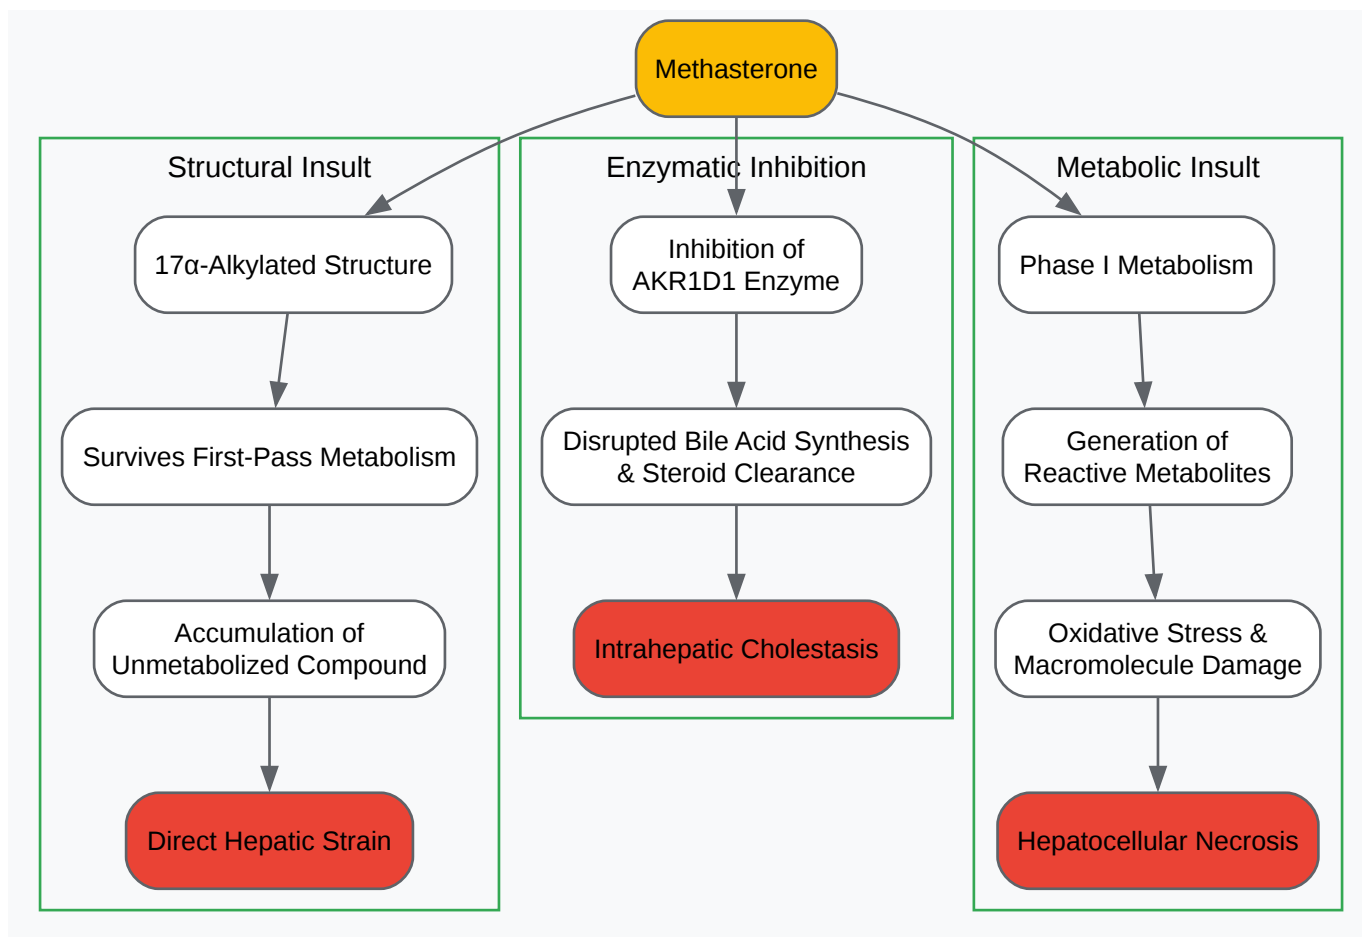 Methasterone
Structural Insult
17α-Alkylated Structure
Survives First-Pass Metabolism
Accumulation of
Unmetabolized Compound
Direct Hepatic Strain
Enzymatic Inhibition
Inhibition of
AKR1D1 Enzyme
Disrupted Bile Acid Synthesis
& Steroid Clearance
Intrahepatic Cholestasis
Metabolic Insult
Phase I Metabolism
Generation of
Reactive Metabolites
Oxidative Stress &
Macromolecule Damage
Hepatocellular Necrosis